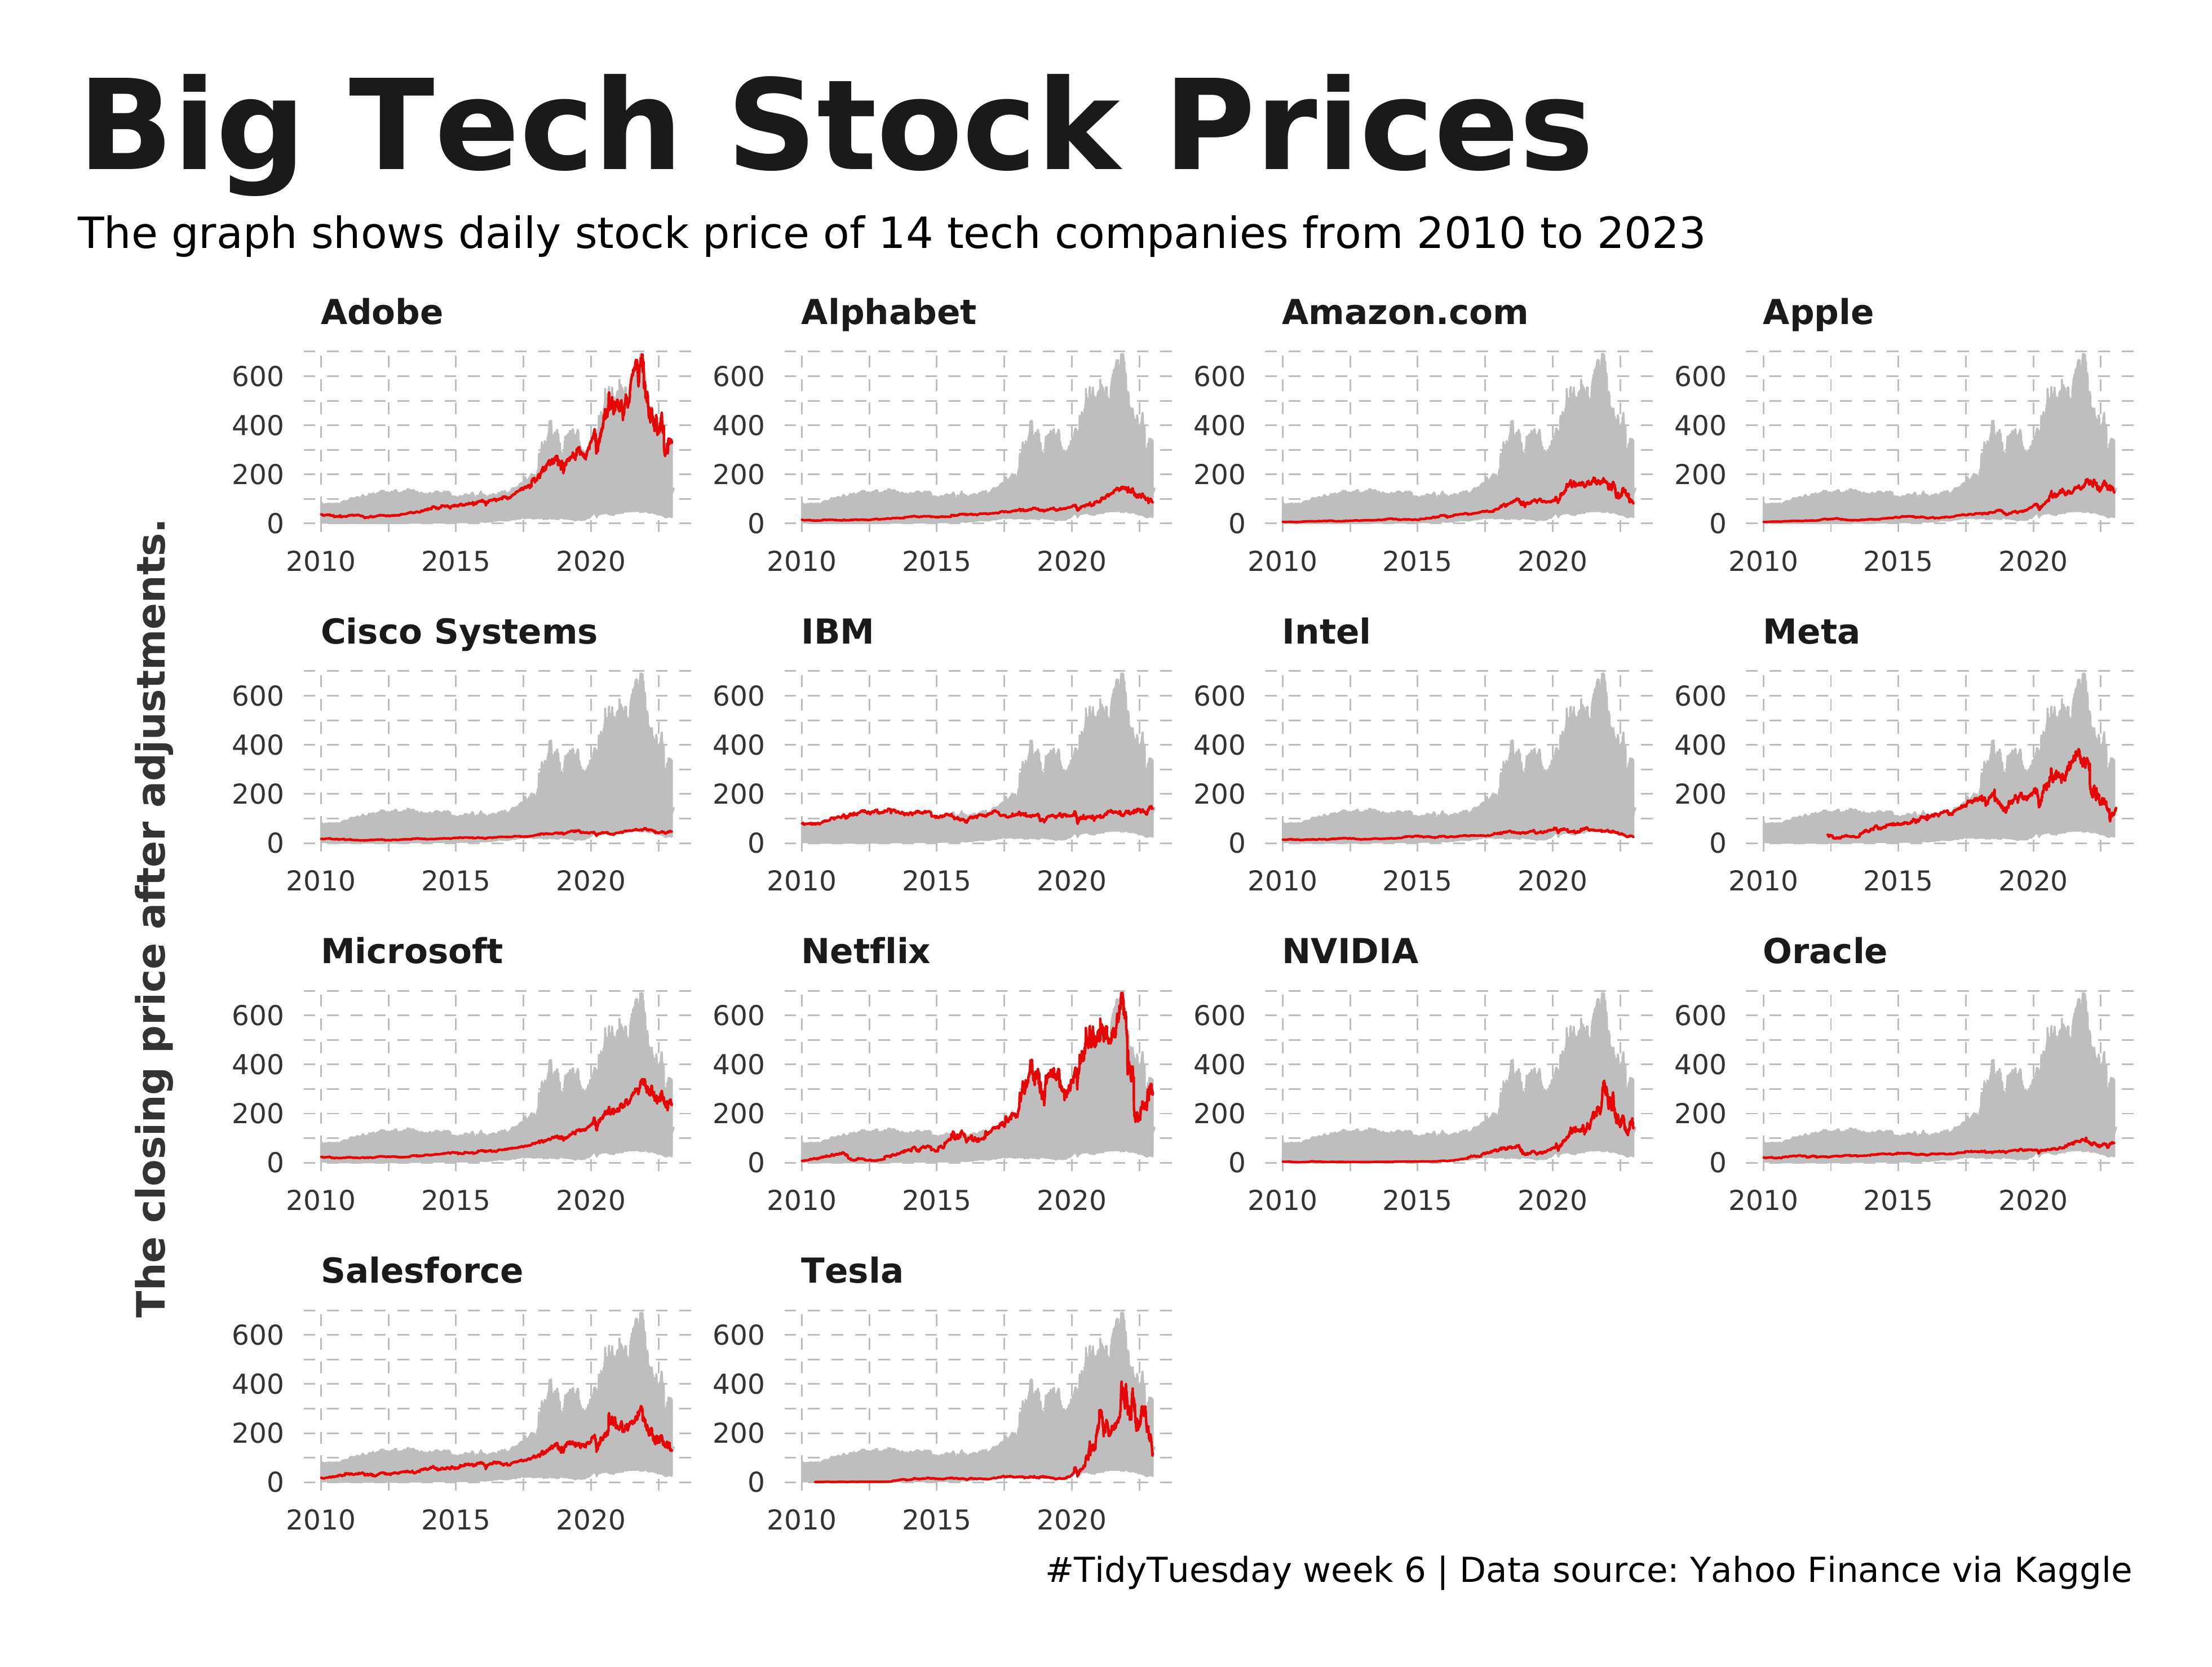 Big Tech Stock Prices
The graph shows daily stock price of 14 tech companies from 2010 to 2023
The closing price after adjustments.
Adobe
600
400
200
0
2010 2015 2020
Alphabet
600
400
200
0
2010 2015 2020
Amazon.com
600
400
200
0
2010 2015 2020
Apple
600
400
200
0
2010 2015 2020
Cisco Systems
600
400
200
0
2010 2015 2020
IBM
600
400
200
0
2010 2015 2020
Intel
600
400
200
0
2010 2015 2020
Meta
600
400
200
0
2010 2015 2020
Microsoft
600
400
200
0
2010 2015 2020
Netflix
600
400
200
0
2010 2015 2020
NVIDIA
600
400
200
0
2010 2015 2020
Oracle
600
400
200
0
2010 2015 2020
Salesforce
600
400
200
0
2010 2015 2020
Tesla
600
400
200
0
2010 2015 2020
#TidyTuesday week 6 | Data source: Yahoo Finance via Kaggle